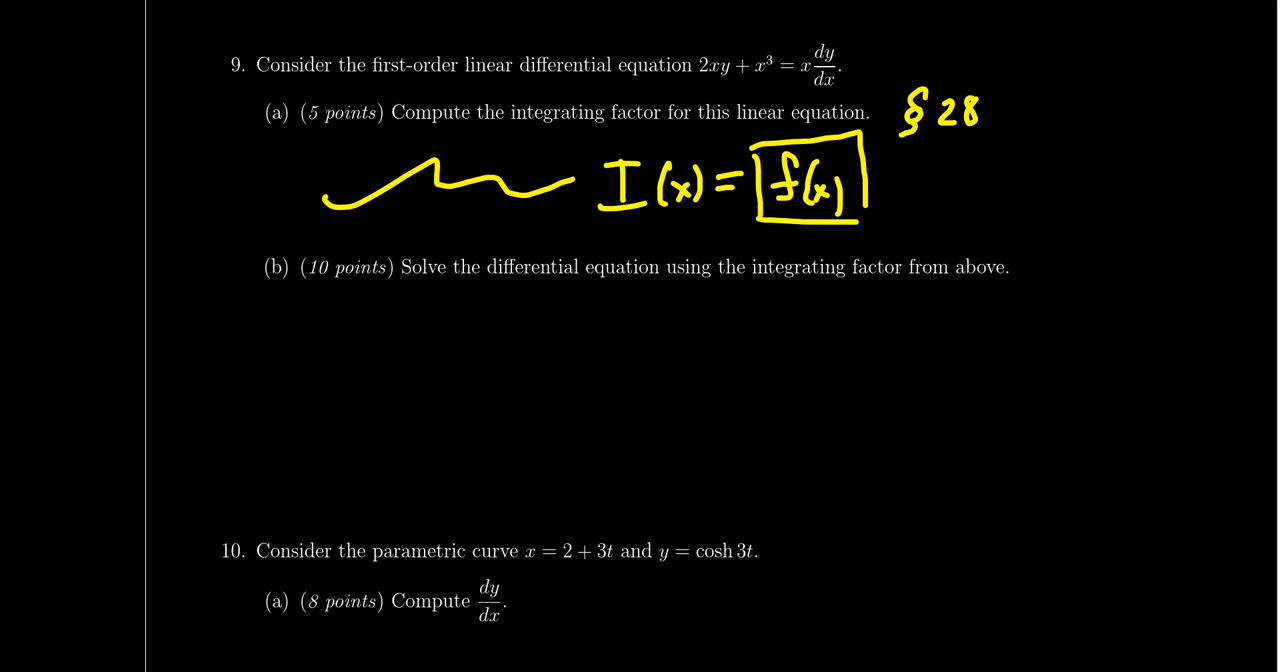 9. Consider the first-order linear differential equation 2xy + x³ = x dy/dx.
(a) (5 points) Compute the integrating factor for this linear equation. § 28
I(x) = f(x)
(b) (10 points) Solve the differential equation using the integrating factor from above.
10. Consider the parametric curve x = 2 + 3t and y = cosh 3t.
(a) (8 points) Compute dy/dx.